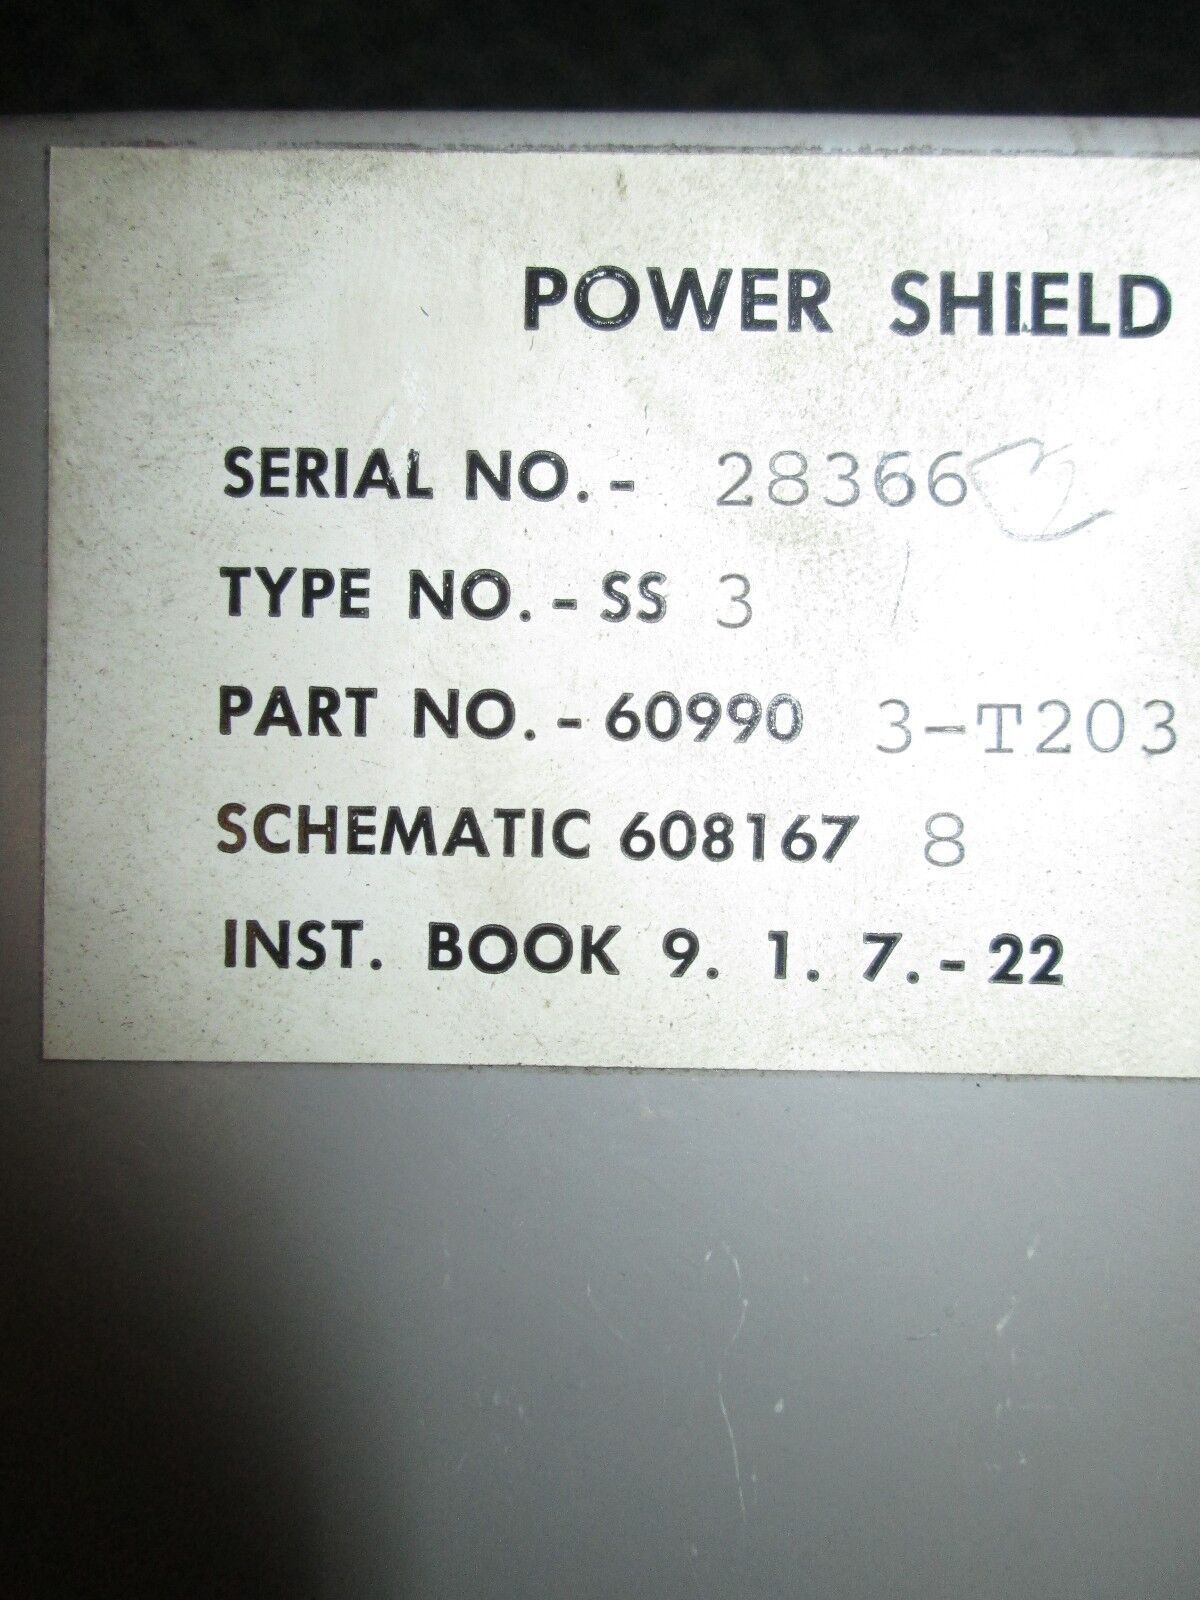 POWER SHIELD
SERIAL NO.- 28366
TYPE NO.-SS 3
PART NO.-60990 3-T203
SCHEMATIC 608167 8
INST. BOOK 9. 1. 7.-22